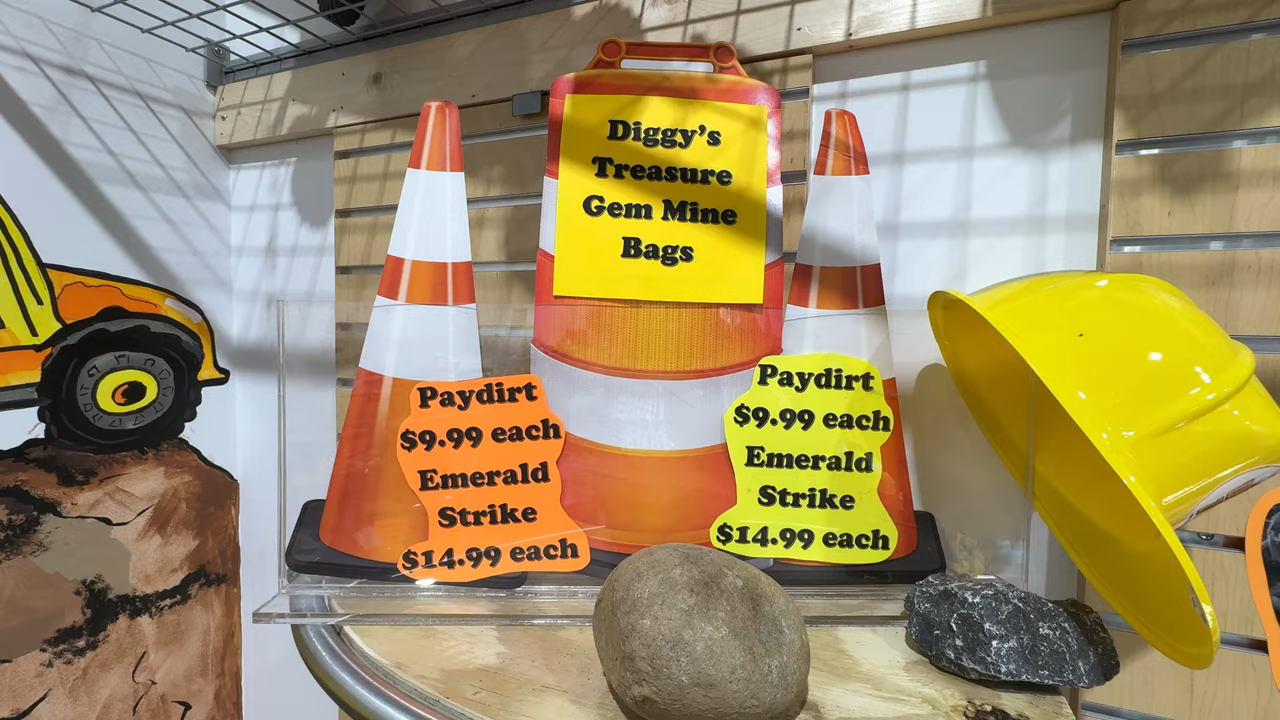 Diggy's
Treasure
Gem Mine
Bags
Paydirt
$9.99 each
Emerald
Strike
$14.99 each
Paydirt
$9.99 each
Emerald
Strike
$14.99 each